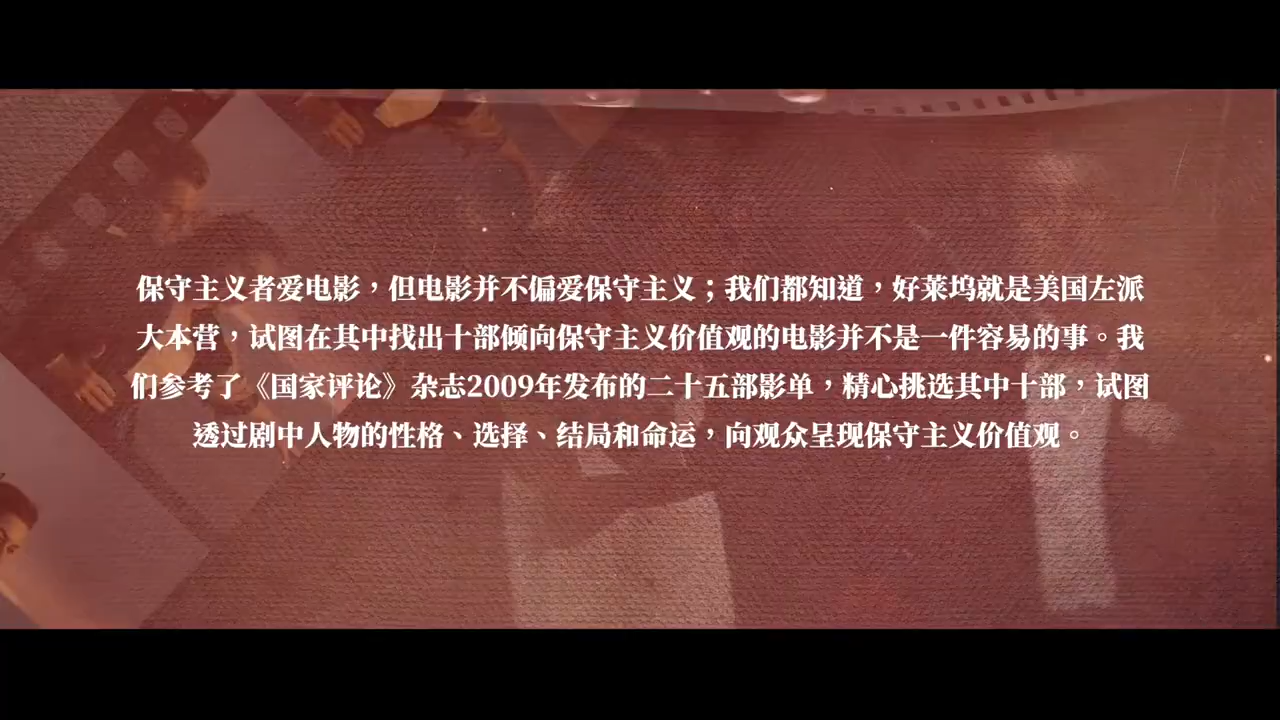 保守主义者爱电影，但电影并不偏爱保守主义；我们都知道，好莱坞就是美国左派
大本营，试图在其中找出十部倾向保守主义价值观的电影并不是一件容易的事。我
们参考了《国家评论》杂志2009年发布的二十五部影单，精心挑选其中十部，试图
透过剧中人物的性格、选择、结局和命运，向观众呈现保守主义价值观。